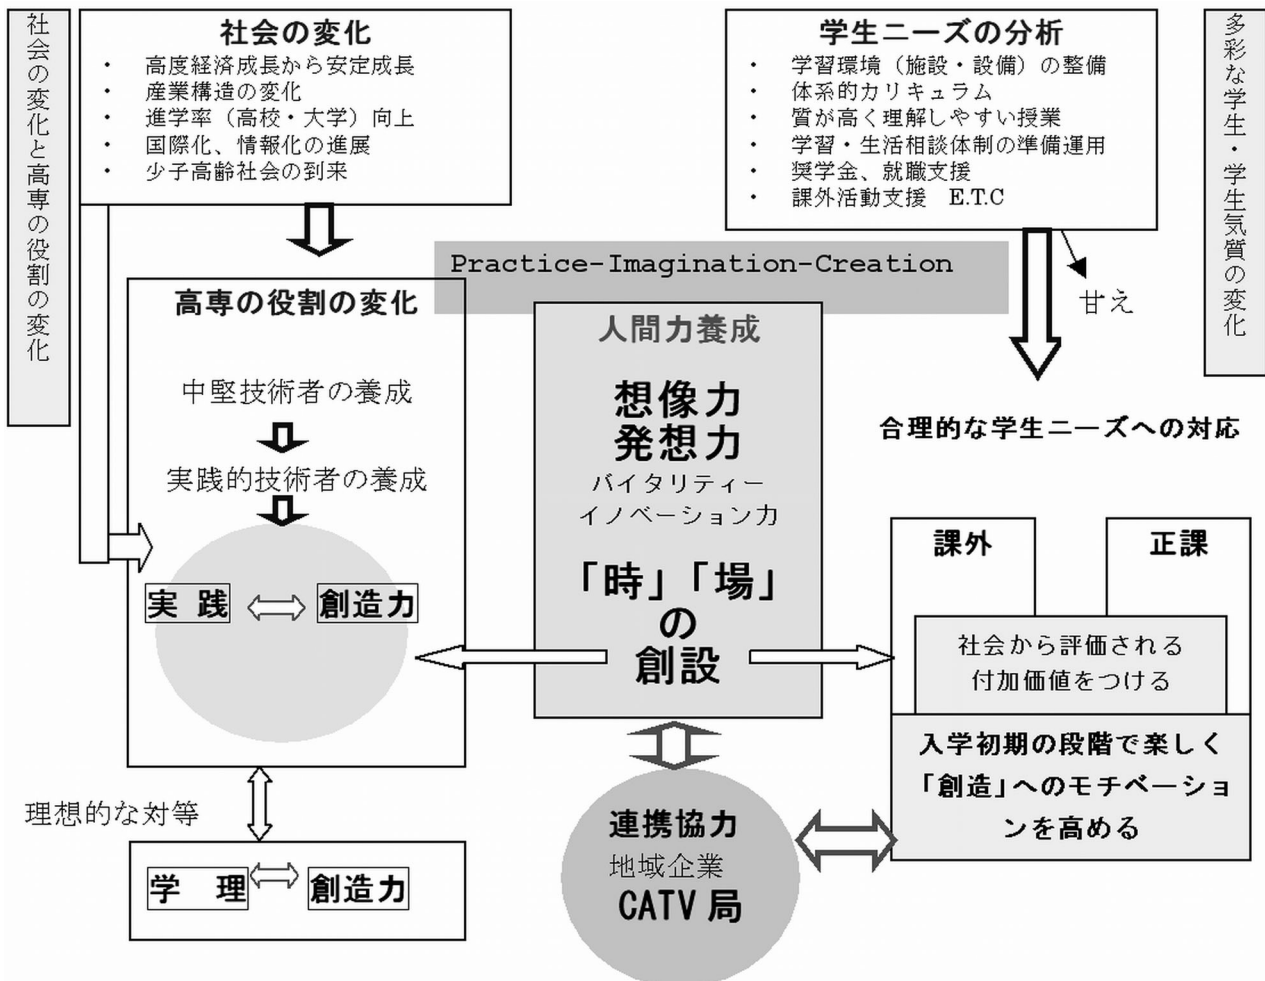 社会の変化と高専の役割の変化
社会の変化
・ 高度経済成長から安定成長
・ 産業構造の変化
・ 進学率（高校・大学）向上
・ 国際化、情報化の進展
・ 少子高齢社会の到来
学生ニーズの分析
・ 学習環境（施設・設備）の整備
・ 体系的カリキュラム
・ 質が高く理解しやすい授業
・ 学習・生活相談体制の準備運用
・ 奨学金、就職支援
・ 課外活動支援 E.T.C
多彩な学生・学生気質の変化
Practice-Imagination-Creation
甘え
高専の役割の変化
中堅技術者の養成
実践的技術者の養成
実 践
創造力
人間力養成
想像力
発想力
バイタリティー
イノベーション力
「時」「場」
の
創設
合理的な学生ニーズへの対応
課外
正課
社会から評価される
付加価値をつける
入学初期の段階で楽しく
「創造」へのモチベーショ
ンを高める
理想的な対等
学 理
創造力
連携協力
地域企業
CATV 局